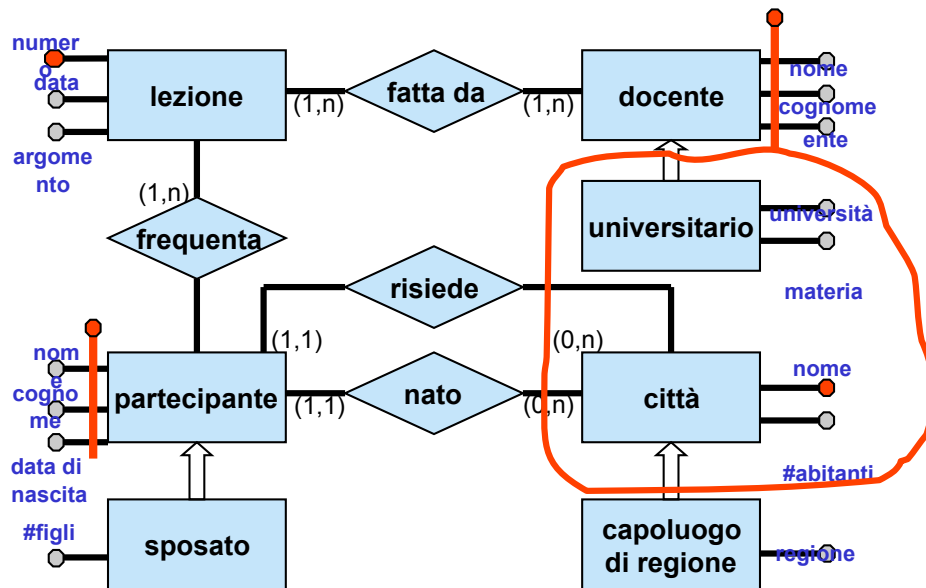 numer
o
data
argome
nto
lezione
(1,n)
fatta da
(1,n)
docente
nome
cognome
ente
(1,n)
frequenta
universitario
università
materia
risiede
(1,1)
(0,n)
nom
e
cogno
me
data di
nascita
partecipante
(1,1)
nato
(0,n)
città
nome
#abitanti
#figli
sposato
capoluogo
di regione
regione